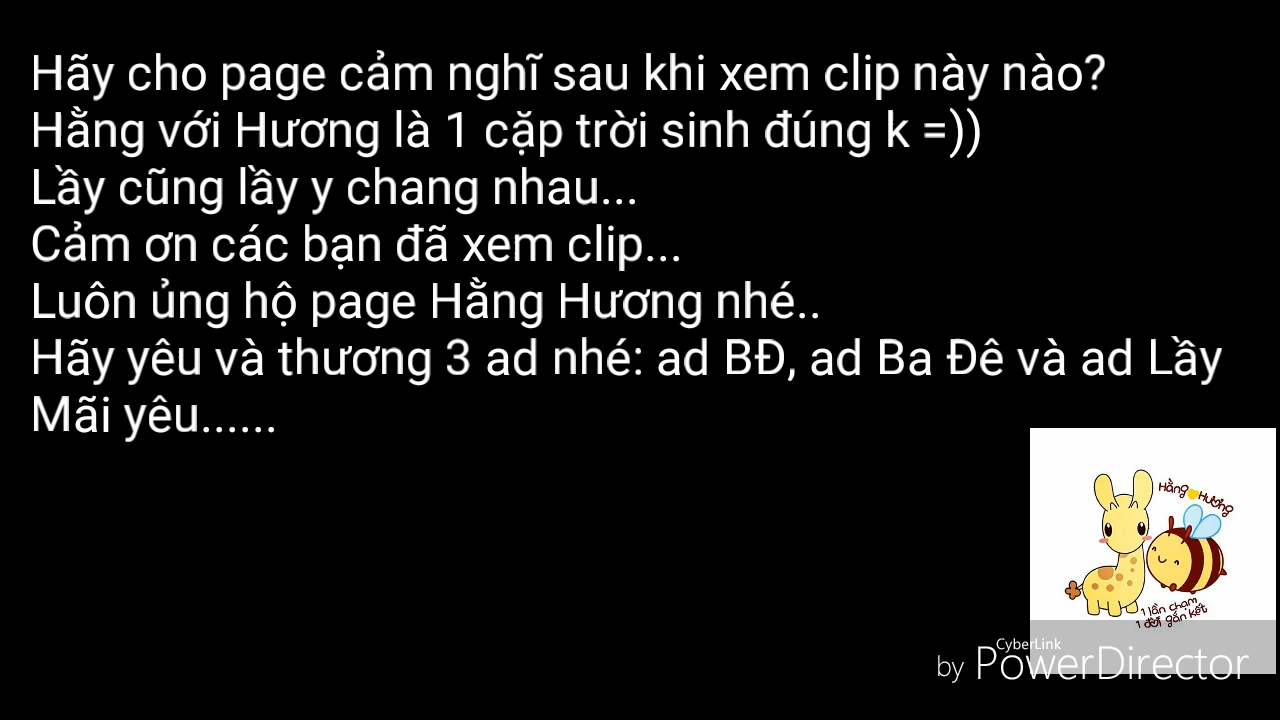 Hãy cho page cảm nghĩ sau khi xem clip này nào?
Hằng với Hương là 1 cặp trời sinh đúng k =))
Lầy cũng lầy y chang nhau...
Cảm ơn các bạn đã xem clip...
Luôn ủng hộ page Hằng Hương nhé..
Hãy yêu và thương 3 ad nhé: ad BĐ, ad Ba Đê và ad Lầy
Mãi yêu......
Hằng Hương
1 lần chạm
1 đời gắn kết
CyberLink
by PowerDirector